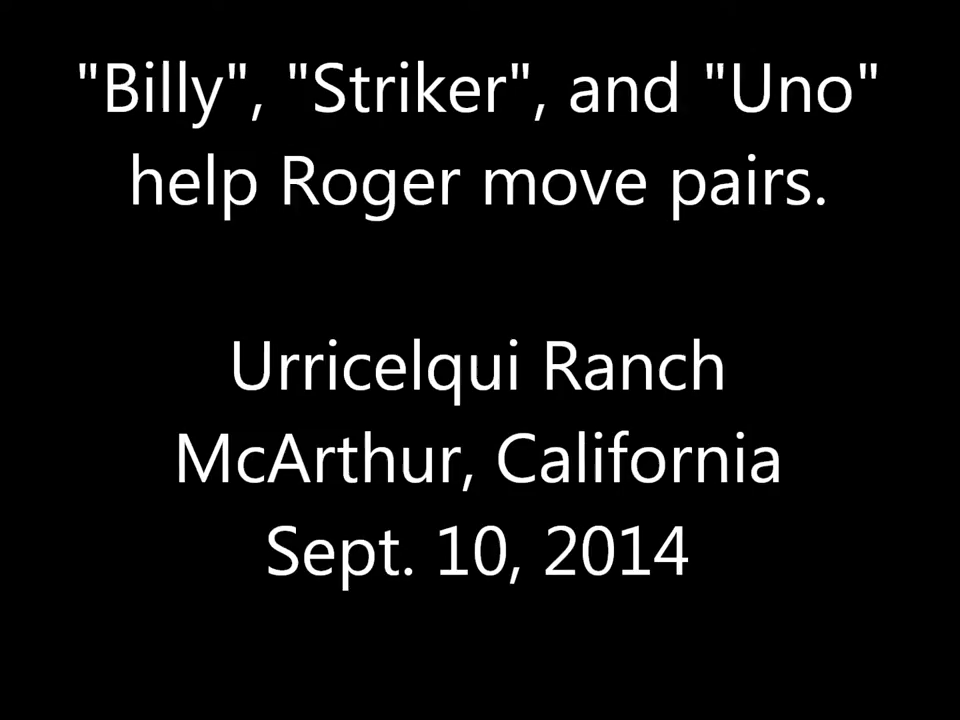 "Billy", "Striker", and "Uno"
help Roger move pairs.
Urricelqui Ranch
McArthur, California
Sept. 10, 2014